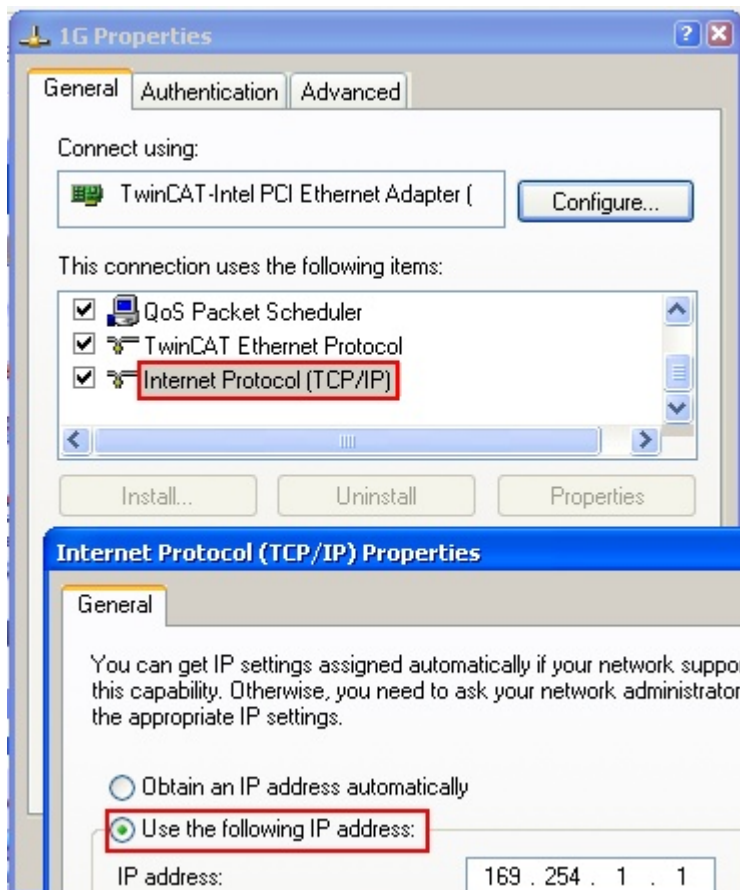 1G Properties
General Authentication Advanced
Connect using:
TwinCAT-Intel PCI Ethernet Adapter (
Configure...
This connection uses the following items:
QoS Packet Scheduler
TwinCAT Ethernet Protocol
Internet Protocol (TCP/IP)
Install... Uninstall Properties
Internet Protocol (TCP/IP) Properties
General
You can get IP settings assigned automatically if your network suppo
this capability. Otherwise, you need to ask your network administrator
the appropriate IP settings.
Obtain an IP address automatically
Use the following IP address:
IP address: 169 . 254 . 1 . 1